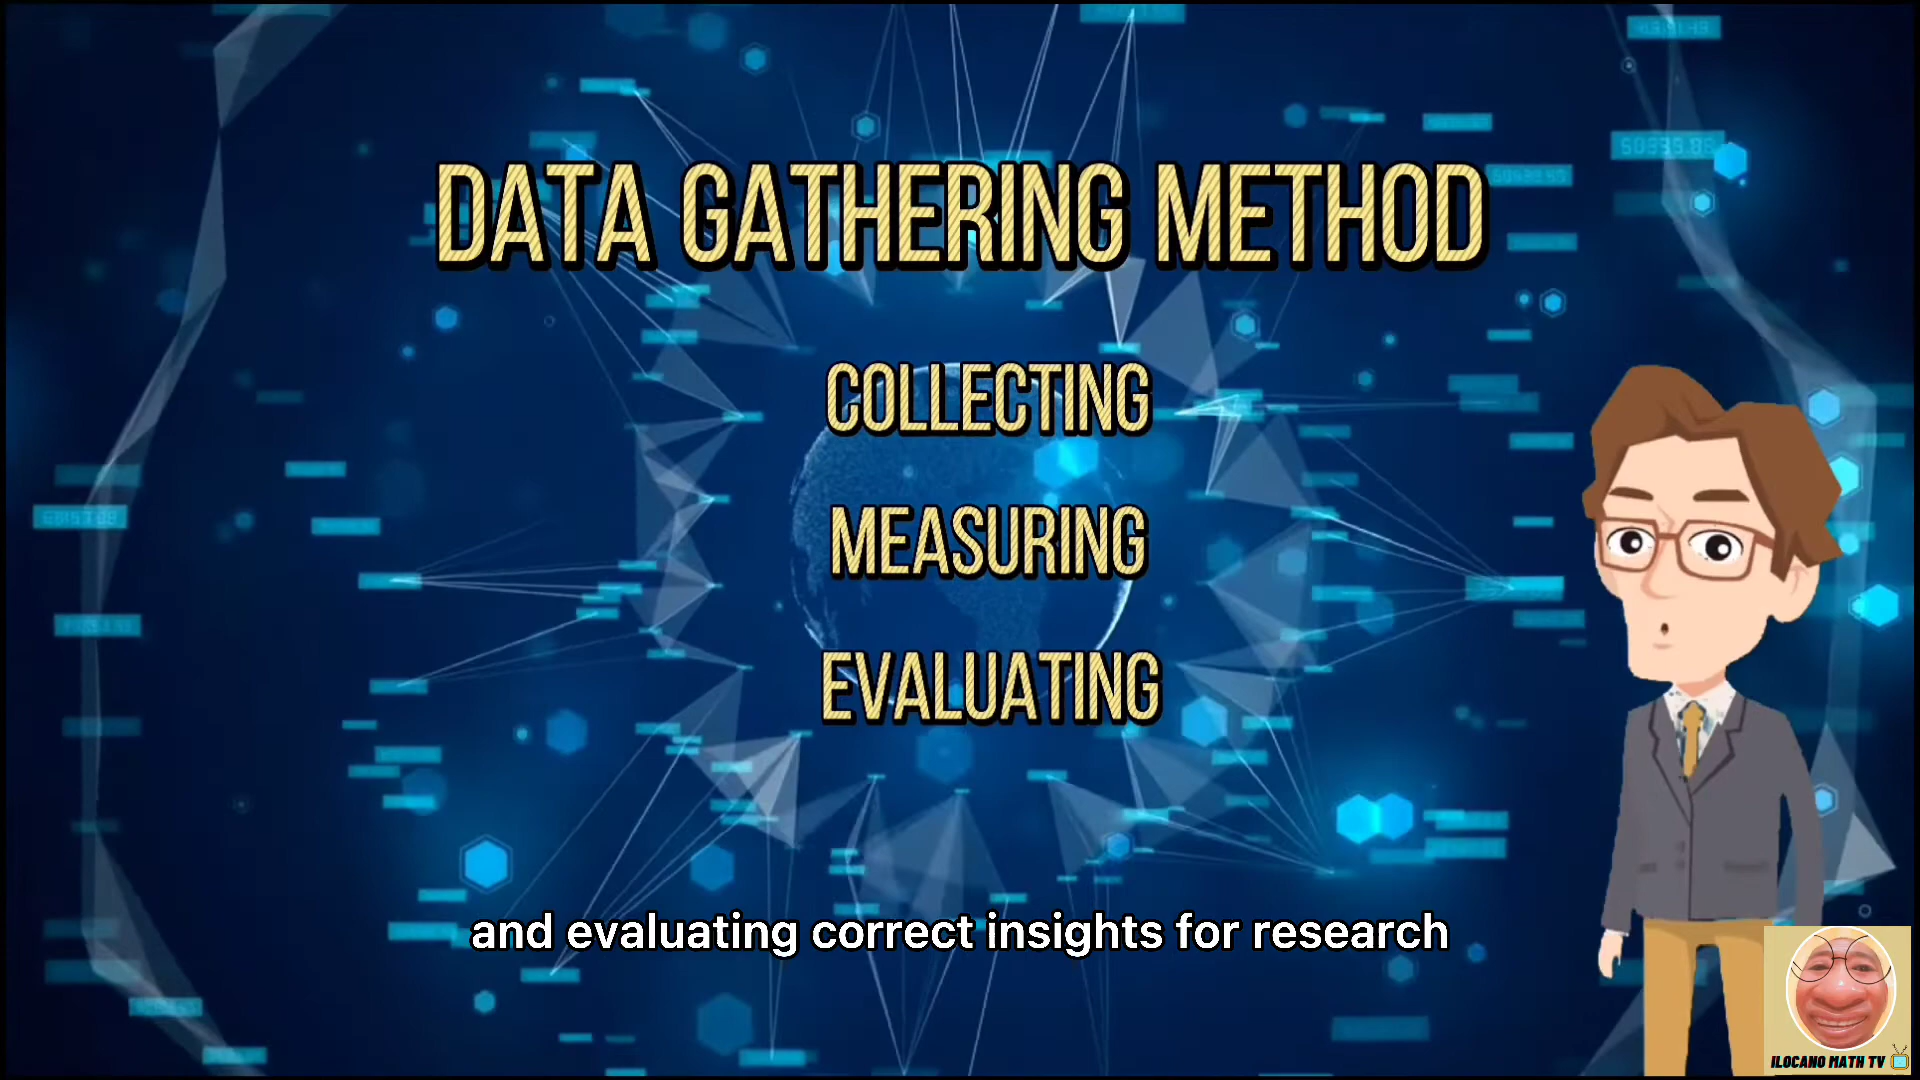 DATA GATHERING METHOD
COLLECTING
MEASURING
EVALUATING
and evaluating correct insights for research
ILOCANO MATH TV